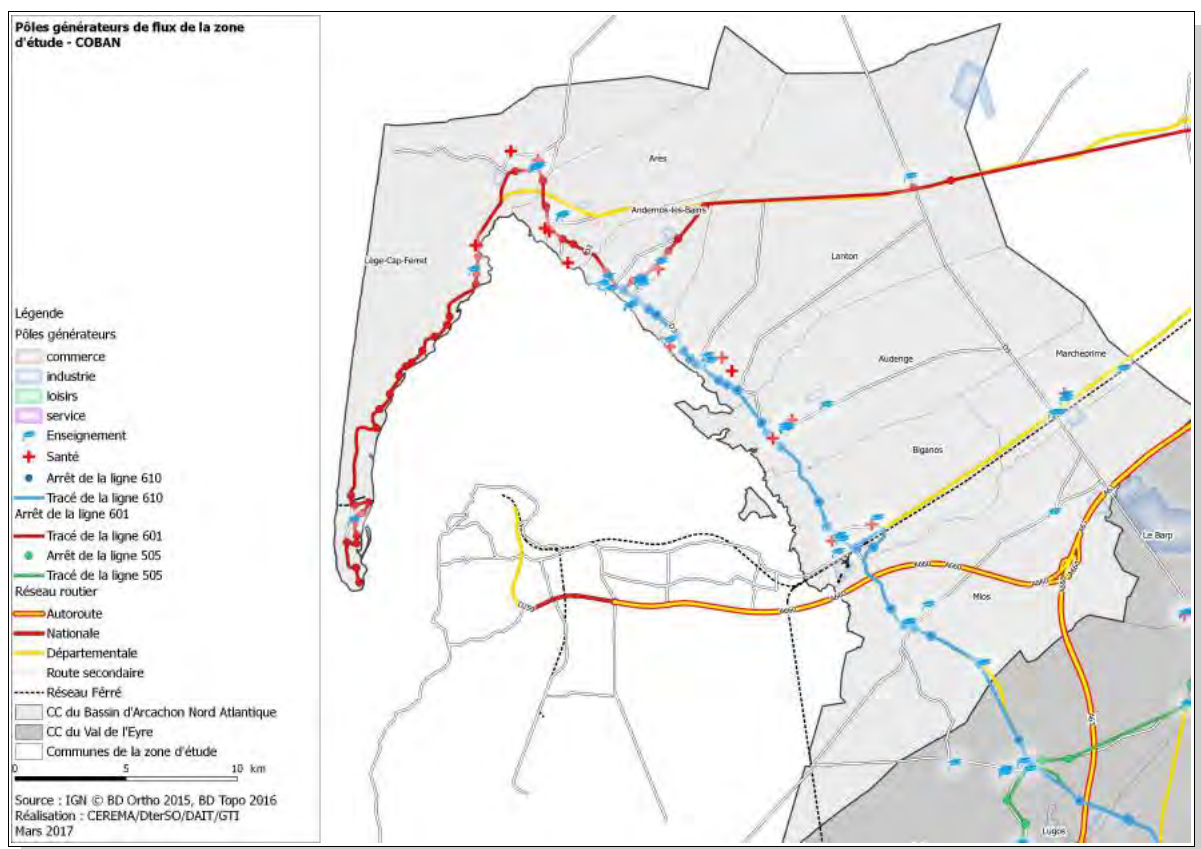 Pôles générateurs de flux de la zone
d'étude - COBAN
Légende
Pôles générateurs
commerce
industrie
loisirs
service
Enseignement
Santé
Arrêt de la ligne 610
Tracé de la ligne 610
Arrêt de la ligne 601
Tracé de la ligne 601
Arrêt de la ligne 505
Tracé de la ligne 505
Réseau routier
Autoroute
Nationale
Départementale
Route secondaire
Réseau Férré
CC du Bassin d'Arcachon Nord Atlantique
CC du Val de l'Eyre
Communes de la zone d'étude
0 5 10 km
Source : IGN © BD Ortho 2015, BD Topo 2016
Réalisation : CEREMA/DterSO/DAIT/GTI
Mars 2017
Arès
Andernos-les-Bains
Lège-Cap-Ferret
Lanton
Audenge
Marcheprime
Biganos
Le Barp
Mios
Lugos
A660
A660
A660
A660